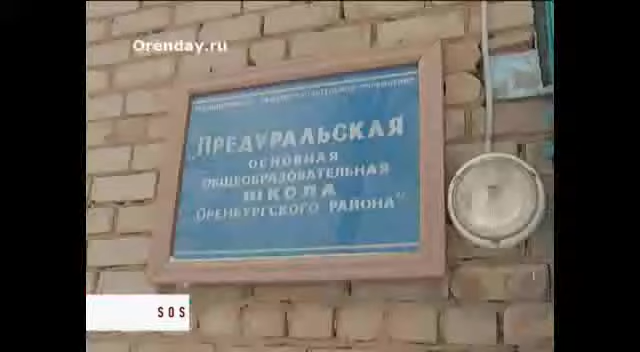 Orenday.ru
„ПРЕДУРАЛЬСКАЯ
ОСНОВНАЯ
ОБЩЕОБРАЗОВАТЕЛЬНАЯ
ШКОЛА
ОРЕНБУРГСКОГО РАЙОНА"
SOS